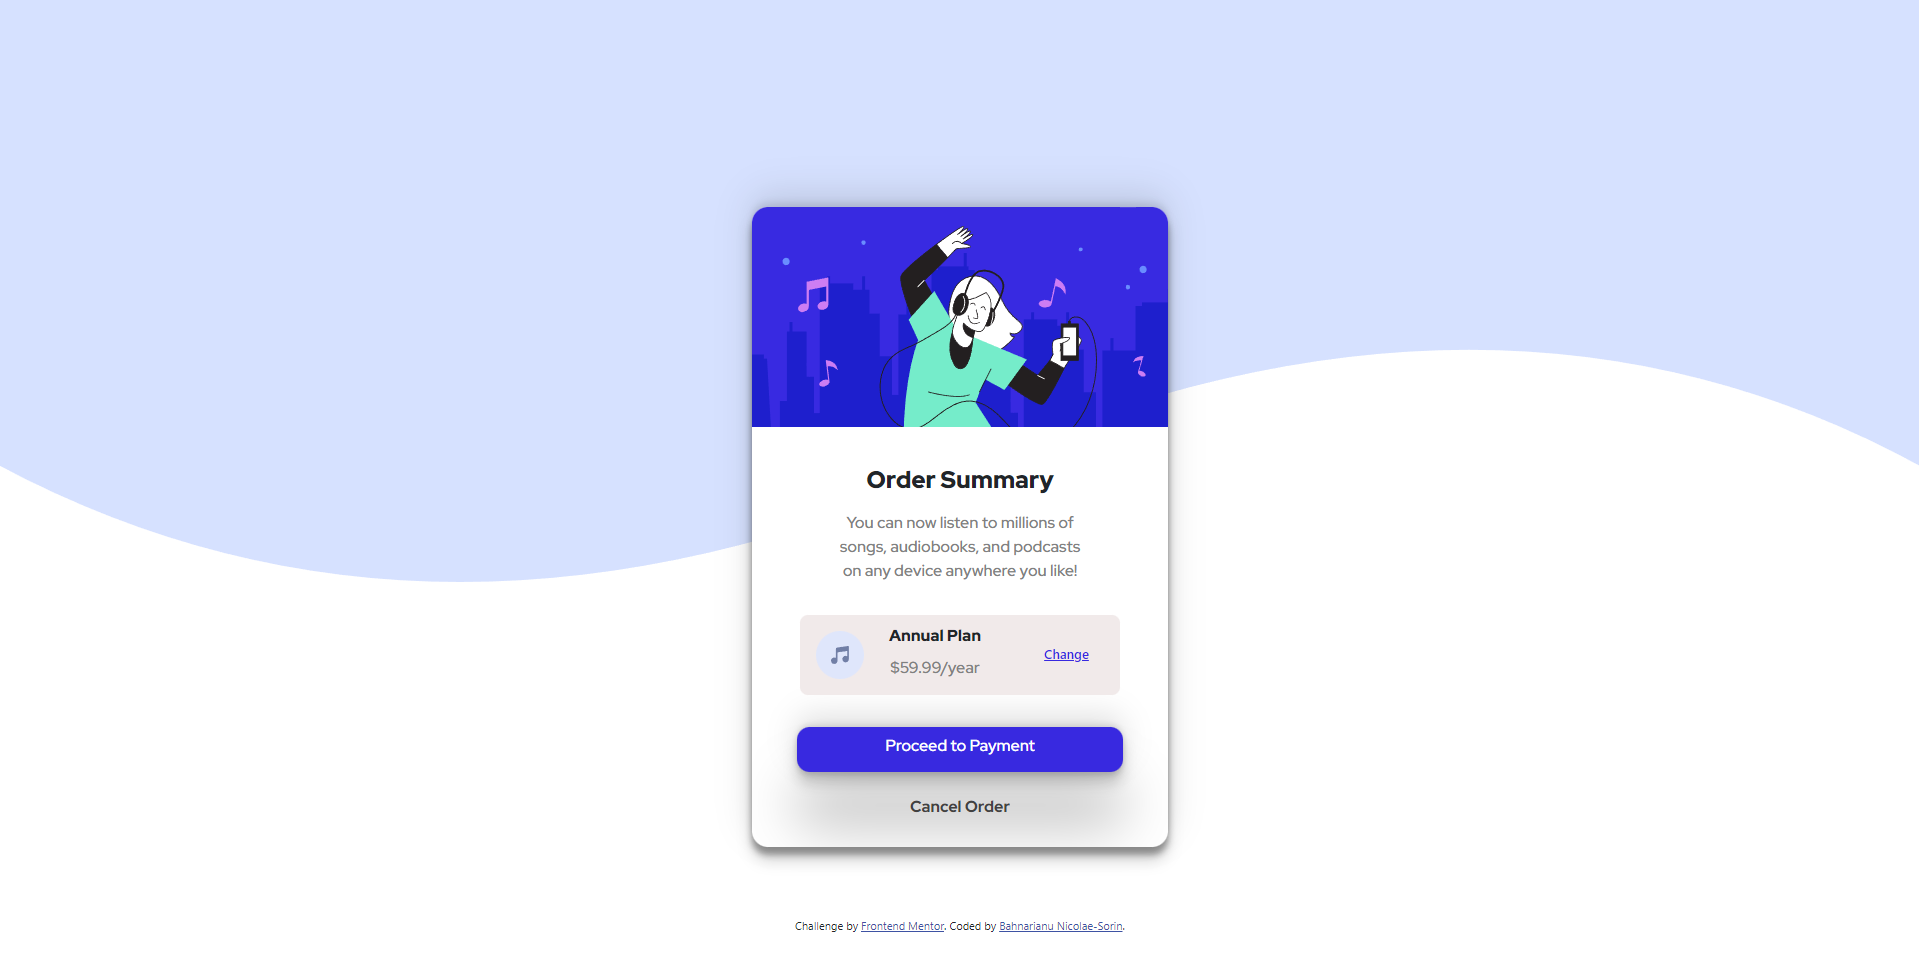 Order Summary
You can now listen to millions of
songs, audiobooks, and podcasts
on any device anywhere you like!
Annual Plan
$59.99/year
Change
Proceed to Payment
Cancel Order
Challenge by Frontend Mentor. Coded by Bahnarianu Nicolae-Sorin.